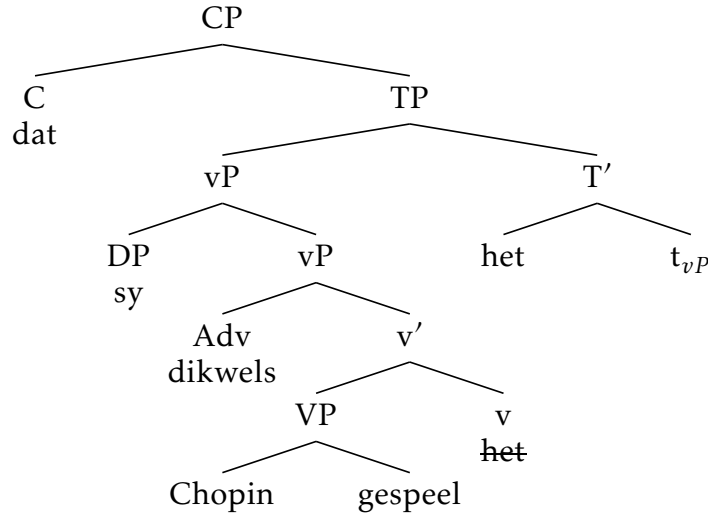 CP
C TP
dat
vP T′
DP vP het t_vP
sy
Adv v′
dikwels
VP v
het
Chopin gespeel